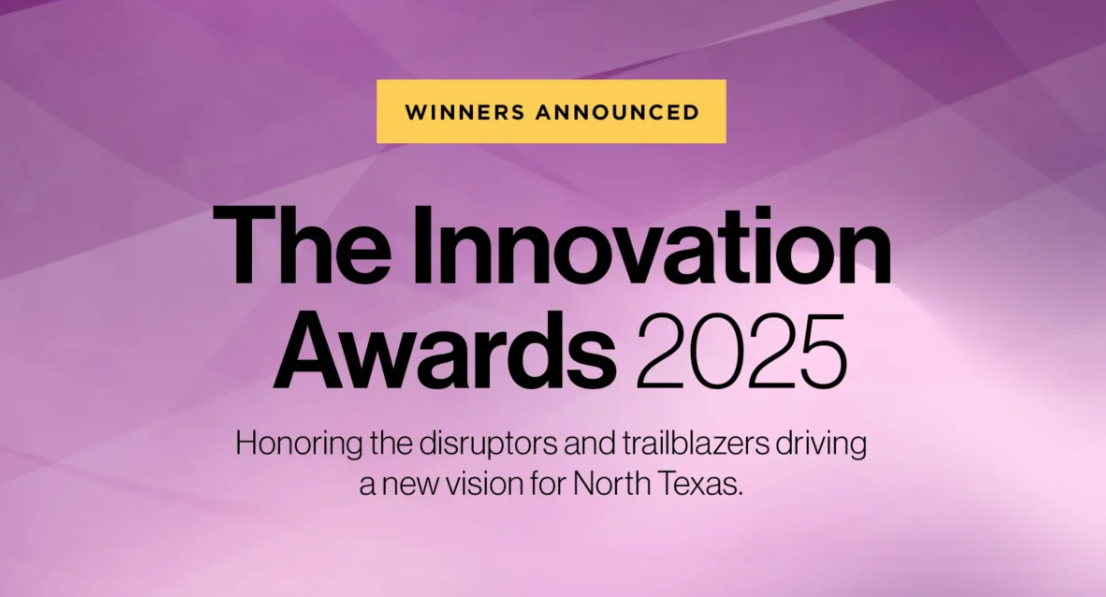 WINNERS ANNOUNCED
The Innovation
Awards 2025
Honoring the disruptors and trailblazers driving
a new vision for North Texas.